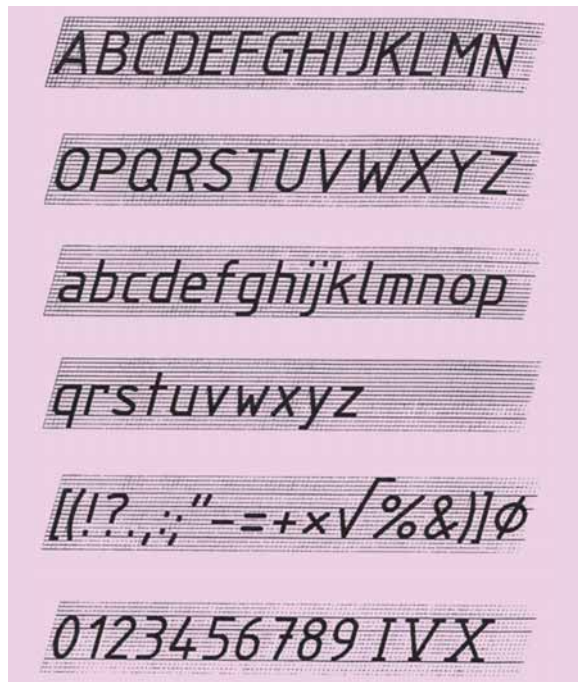 ABCDEFGHIJKLMN
OPQRSTUVWXYZ
abcdefghijklmnop
qrstuvwxyz
[(!?.,:;"-=+×√%&)]ø
0123456789 IVX